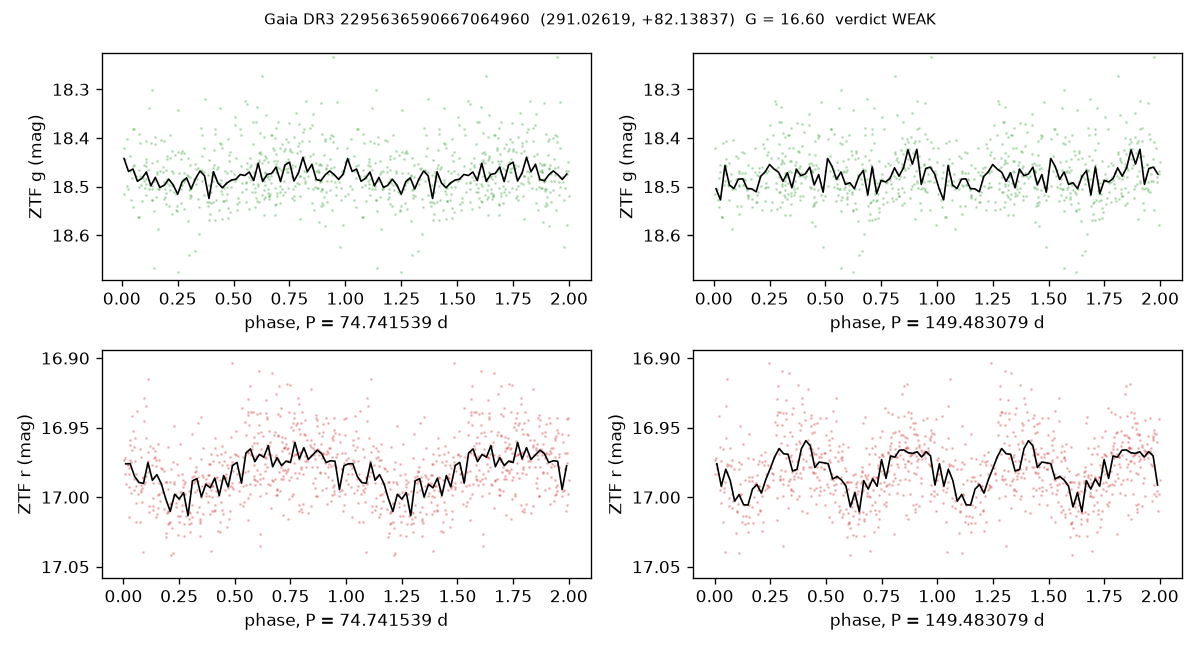 Gaia DR3 2295636590667064960 (291.02619, +82.13837) G = 16.60 verdict WEAK
ZTF g (mag)
18.3
18.4
18.5
18.6
0.00 0.25 0.50 0.75 1.00 1.25 1.50 1.75 2.00
phase, P = 74.741539 d
ZTF g (mag)
18.3
18.4
18.5
18.6
0.00 0.25 0.50 0.75 1.00 1.25 1.50 1.75 2.00
phase, P = 149.483079 d
ZTF r (mag)
16.90
16.95
17.00
17.05
0.00 0.25 0.50 0.75 1.00 1.25 1.50 1.75 2.00
phase, P = 74.741539 d
ZTF r (mag)
16.90
16.95
17.00
17.05
0.00 0.25 0.50 0.75 1.00 1.25 1.50 1.75 2.00
phase, P = 149.483079 d